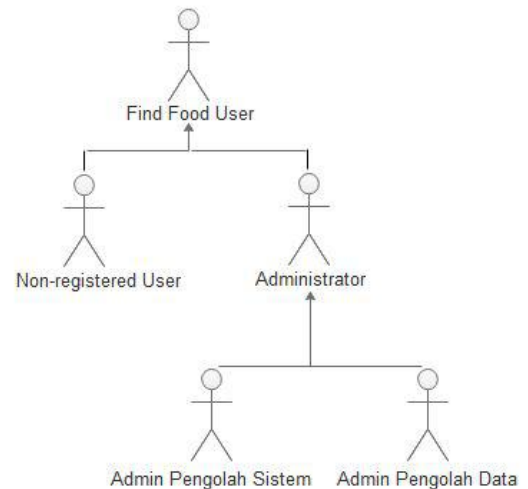 Find Food User
Non-registered User
Administrator
Admin Pengolah Sistem
Admin Pengolah Data